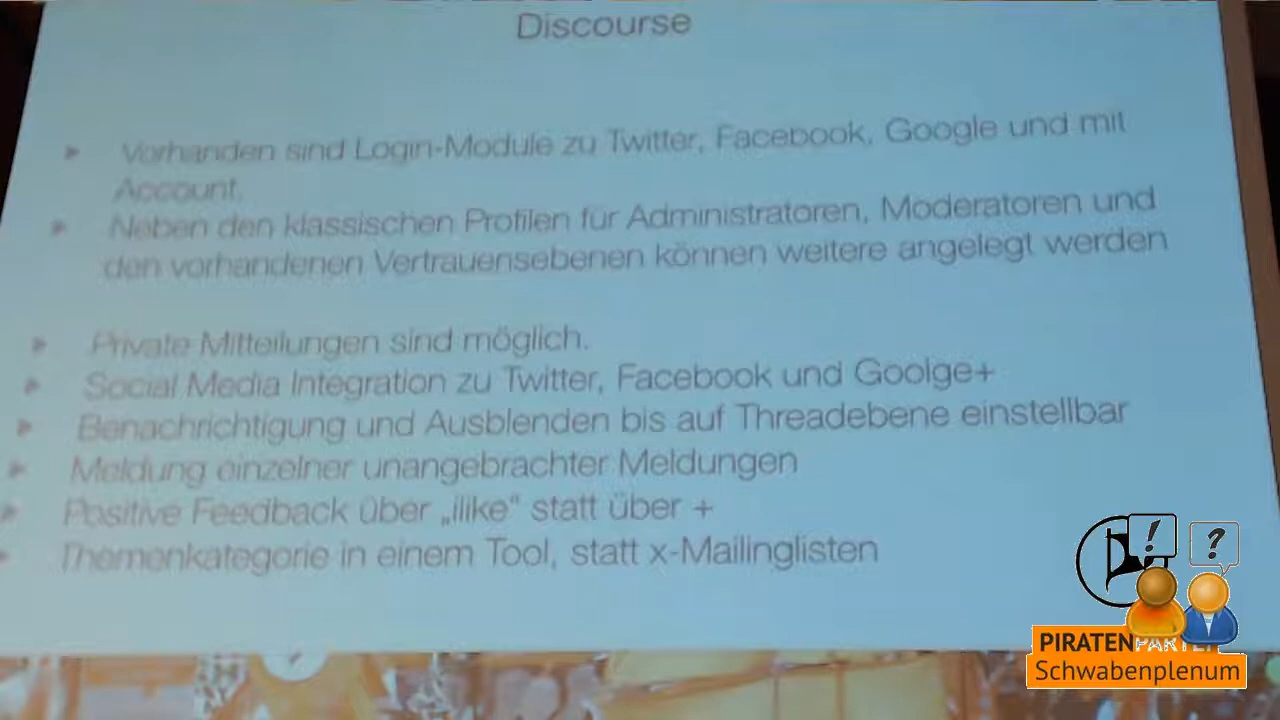 Discourse
► Vorhanden sind Login-Module zu Twitter, Facebook, Google und mit
Account.
► Neben den klassischen Profilen für Administratoren, Moderatoren und
den vorhandenen Vertrauensebenen können weitere angelegt werden
► Private Mitteilungen sind möglich.
► Social Media Integration zu Twitter, Facebook und Goolge+
► Benachrichtigung und Ausblenden bis auf Threadebene einstellbar
► Meldung einzelner unangebrachter Meldungen
► Positive Feedback über „ilike“ statt über +
► Themenkategorie in einem Tool, statt x-Mailinglisten
! ?
PIRATENPARTEI
Schwabenplenum